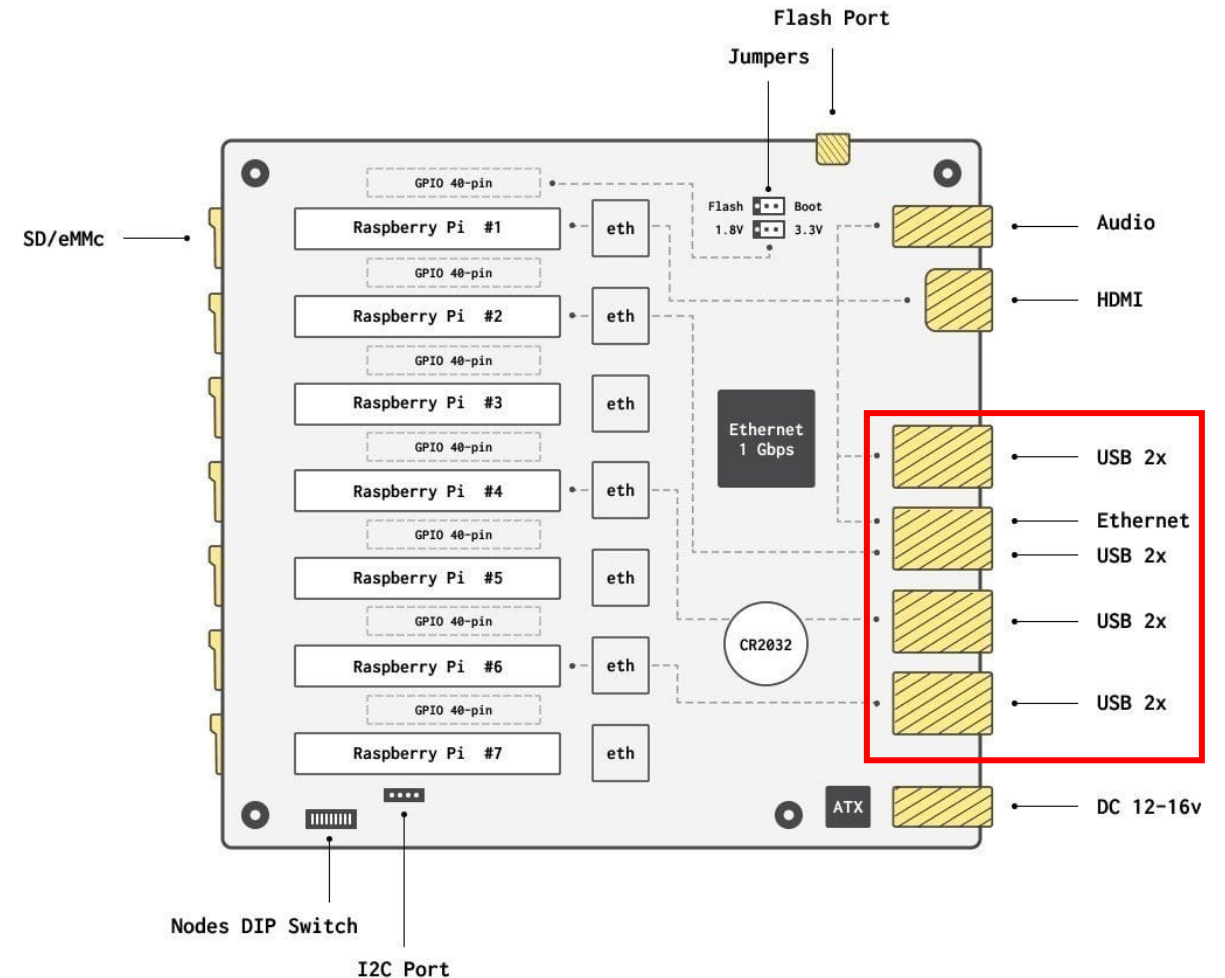 Flash Port
Jumpers
GPIO 40-pin
Flash Boot
1.8V 3.3V
Raspberry Pi #1
eth
SD/eMMc
Audio
GPIO 40-pin
HDMI
Raspberry Pi #2
eth
GPIO 40-pin
Raspberry Pi #3
eth
Ethernet
1 Gbps
GPIO 40-pin
USB 2x
Raspberry Pi #4
eth
Ethernet
USB 2x
GPIO 40-pin
Raspberry Pi #5
eth
GPIO 40-pin
USB 2x
CR2032
Raspberry Pi #6
eth
GPIO 40-pin
USB 2x
Raspberry Pi #7
eth
ATX
DC 12-16v
Nodes DIP Switch
I2C Port